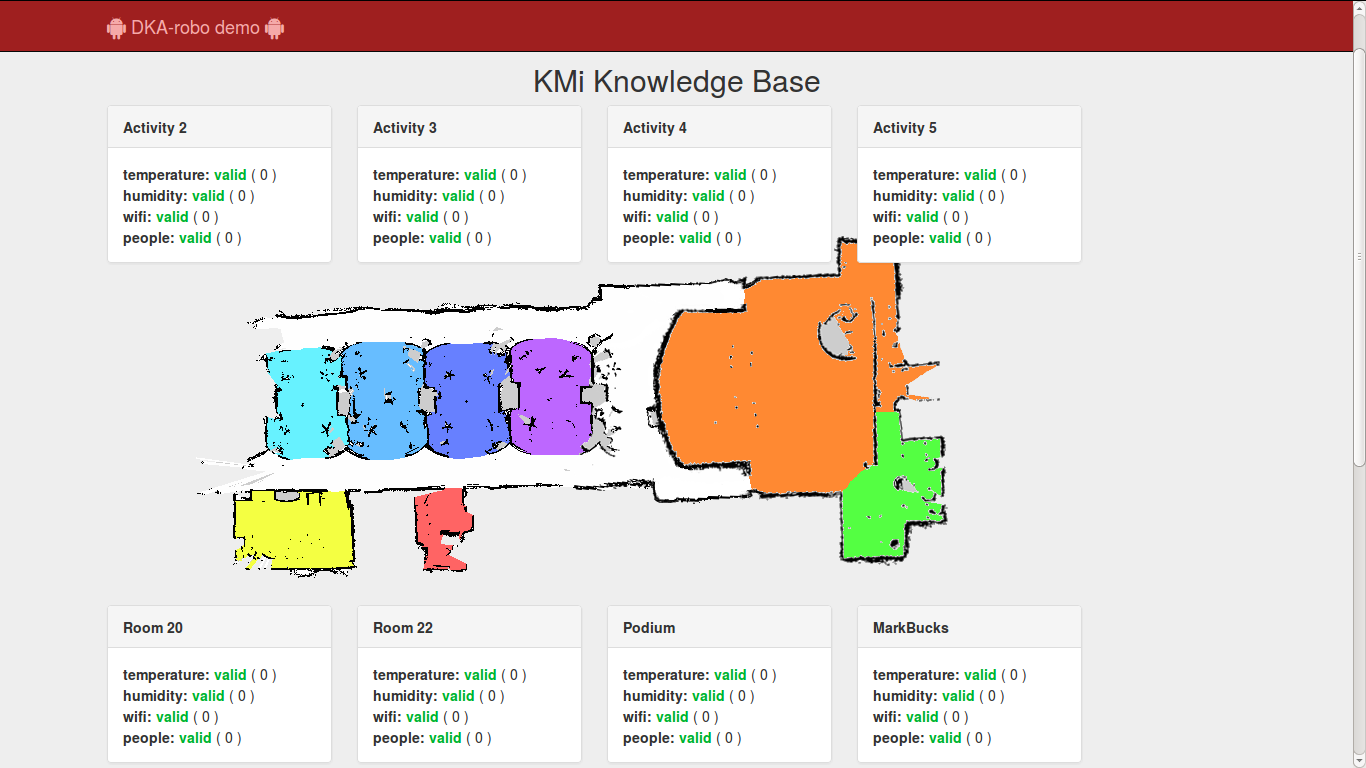 DKA-robo demo
KMi Knowledge Base
Activity 2
temperature: valid ( 0 )
humidity: valid ( 0 )
wifi: valid ( 0 )
people: valid ( 0 )
Activity 3
temperature: valid ( 0 )
humidity: valid ( 0 )
wifi: valid ( 0 )
people: valid ( 0 )
Activity 4
temperature: valid ( 0 )
humidity: valid ( 0 )
wifi: valid ( 0 )
people: valid ( 0 )
Activity 5
temperature: valid ( 0 )
humidity: valid ( 0 )
wifi: valid ( 0 )
people: valid ( 0 )
Room 20
temperature: valid ( 0 )
humidity: valid ( 0 )
wifi: valid ( 0 )
people: valid ( 0 )
Room 22
temperature: valid ( 0 )
humidity: valid ( 0 )
wifi: valid ( 0 )
people: valid ( 0 )
Podium
temperature: valid ( 0 )
humidity: valid ( 0 )
wifi: valid ( 0 )
people: valid ( 0 )
MarkBucks
temperature: valid ( 0 )
humidity: valid ( 0 )
wifi: valid ( 0 )
people: valid ( 0 )